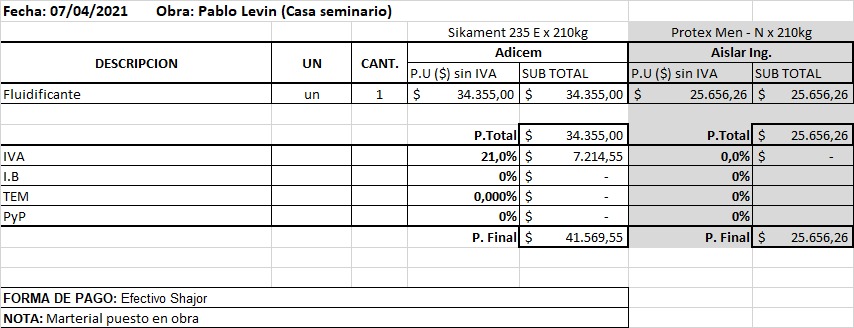 Fecha: 07/04/2021 Obra: Pablo Levin (Casa seminario)
Sikament 235 E x 210kg Protex Men - N x 210kg
DESCRIPCION UN CANT. Adicem Aislar Ing.
P.U ($) sin IVA SUB TOTAL P.U ($) sin IVA SUB TOTAL
Fluidificante un 1 $ 34.355,00 $ 34.355,00 $ 25.656,26 $ 25.656,26
P.Total $ 34.355,00 P.Total $ 25.656,26
IVA 21,0% $ 7.214,55 0,0% $ -
I.B 0% $ - 0%
TEM 0,000% $ - 0%
PyP 0% $ - 0%
P. Final $ 41.569,55 P. Final $ 25.656,26
FORMA DE PAGO: Efectivo Shajor
NOTA: Marterial puesto en obra